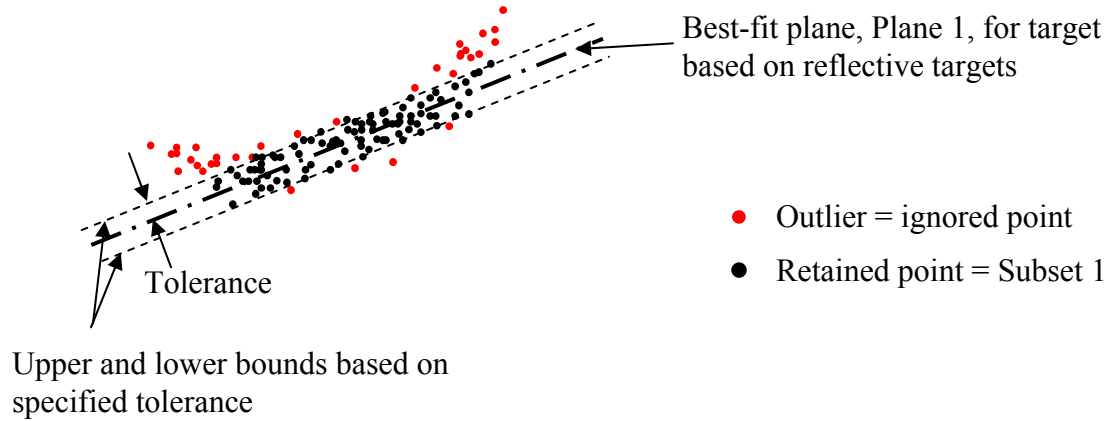 Best-fit plane, Plane 1, for target
based on reflective targets
Outlier = ignored point
Retained point = Subset 1
Tolerance
Upper and lower bounds based on
specified tolerance